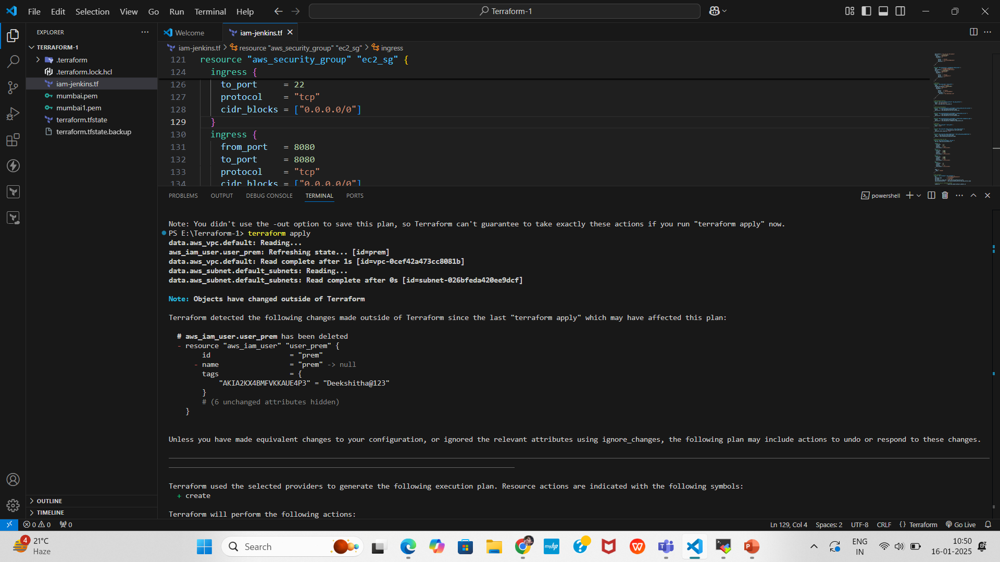 File Edit Selection View Go Run Terminal Help
Terraform-1
EXPLORER
TERRAFORM-1
.terraform
.terraform.lock.hcl
iam-jenkins.tf
mumbai.pem
mumbai1.pem
terraform.tfstate
terraform.tfstate.backup
OUTLINE
TIMELINE
Welcome
iam-jenkins.tf
iam-jenkins.tf > resource "aws_security_group" "ec2_sg" > ingress
121 resource "aws_security_group" "ec2_sg" {
124 ingress {
126 to_port = 22
127 protocol = "tcp"
128 cidr_blocks = ["0.0.0.0/0"]
129 }
130 ingress {
131 from_port = 8080
132 to_port = 8080
133 protocol = "tcp"
134 cidr_blocks = ["0.0.0.0/0"]
PROBLEMS OUTPUT DEBUG CONSOLE TERMINAL PORTS
powershell
Note: You didn't use the -out option to save this plan, so Terraform can't guarantee to take exactly these actions if you run "terraform apply" now.
PS E:\Terraform-1> terraform apply
data.aws_vpc.default: Reading...
aws_iam_user.user_prem: Refreshing state... [id=prem]
data.aws_vpc.default: Read complete after 1s [id=vpc-0cef42a473cc8081b]
data.aws_subnet.default_subnets: Reading...
data.aws_subnet.default_subnets: Read complete after 0s [id=subnet-026bfeda420ee9dcf]
Note: Objects have changed outside of Terraform
Terraform detected the following changes made outside of Terraform since the last "terraform apply" which may have affected this plan:
# aws_iam_user.user_prem has been deleted
- resource "aws_iam_user" "user_prem" {
id = "prem"
- name = "prem" -> null
tags = {
"AKIA2KX4BMFVKKAUE4P3" = "Deekshitha@123"
}
# (6 unchanged attributes hidden)
}
Unless you have made equivalent changes to your configuration, or ignored the relevant attributes using ignore_changes, the following plan may include actions to undo or respond to these changes.
Terraform used the selected providers to generate the following execution plan. Resource actions are indicated with the following symbols:
+ create
Terraform will perform the following actions:
0 0 0
Ln 129, Col 4 Spaces: 2 UTF-8 CRLF {} Terraform Go Live
4
21°C
Haze
Search
myhp
ENG
IN
10:50
16-01-2025